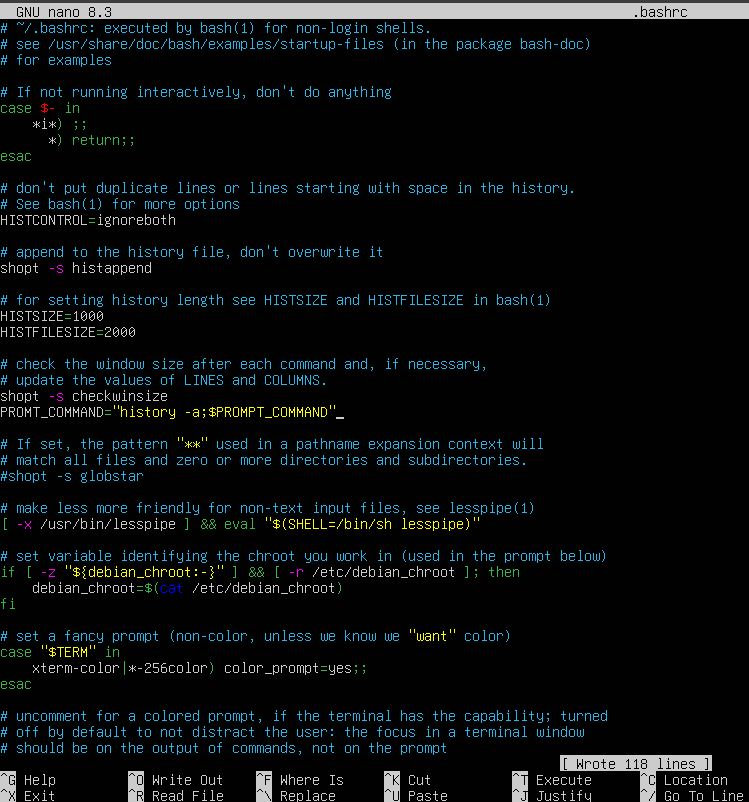 GNU nano 8.3 .bashrc
# ~/.bashrc: executed by bash(1) for non-login shells.
# see /usr/share/doc/bash/examples/startup-files (in the package bash-doc)
# for examples

# If not running interactively, don't do anything
case $- in
    *i*) ;;
      *) return;;
esac

# don't put duplicate lines or lines starting with space in the history.
# See bash(1) for more options
HISTCONTROL=ignoreboth

# append to the history file, don't overwrite it
shopt -s histappend

# for setting history length see HISTSIZE and HISTFILESIZE in bash(1)
HISTSIZE=1000
HISTFILESIZE=2000

# check the window size after each command and, if necessary,
# update the values of LINES and COLUMNS.
shopt -s checkwinsize
PROMT_COMMAND="history -a;$PROMPT_COMMAND"

# If set, the pattern "**" used in a pathname expansion context will
# match all files and zero or more directories and subdirectories.
#shopt -s globstar

# make less more friendly for non-text input files, see lesspipe(1)
[ -x /usr/bin/lesspipe ] && eval "$(SHELL=/bin/sh lesspipe)"

# set variable identifying the chroot you work in (used in the prompt below)
if [ -z "${debian_chroot:-}" ] && [ -r /etc/debian_chroot ]; then
    debian_chroot=$(cat /etc/debian_chroot)
fi

# set a fancy prompt (non-color, unless we know we "want" color)
case "$TERM" in
    xterm-color|*-256color) color_prompt=yes;;
esac

# uncomment for a colored prompt, if the terminal has the capability; turned
# off by default to not distract the user: the focus in a terminal window
# should be on the output of commands, not on the prompt
[ Wrote 118 lines ]
^G Help ^O Write Out ^F Where Is ^K Cut ^T Execute ^C Location
^X Exit ^R Read File ^\ Replace ^U Paste ^J Justify ^/ Go To Line